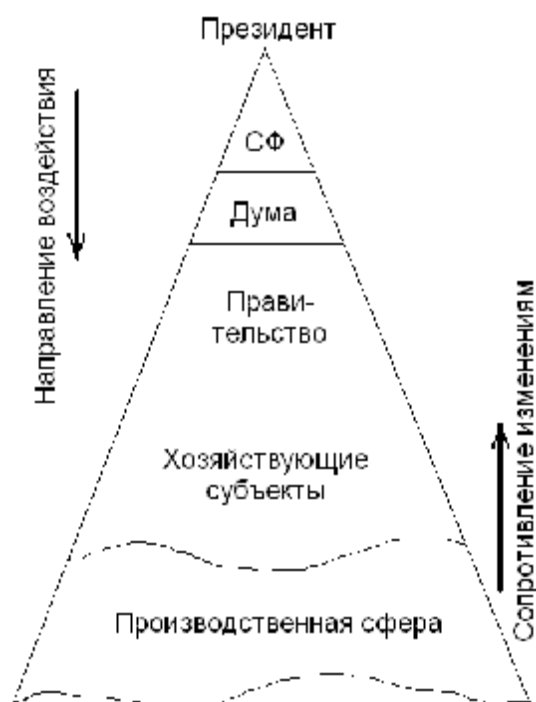 Президент
Направление воздействия
СФ
Дума
Прави-
тельство
Сопротивление изменениям
Хозяйствующие
субъекты
Производственная сфера